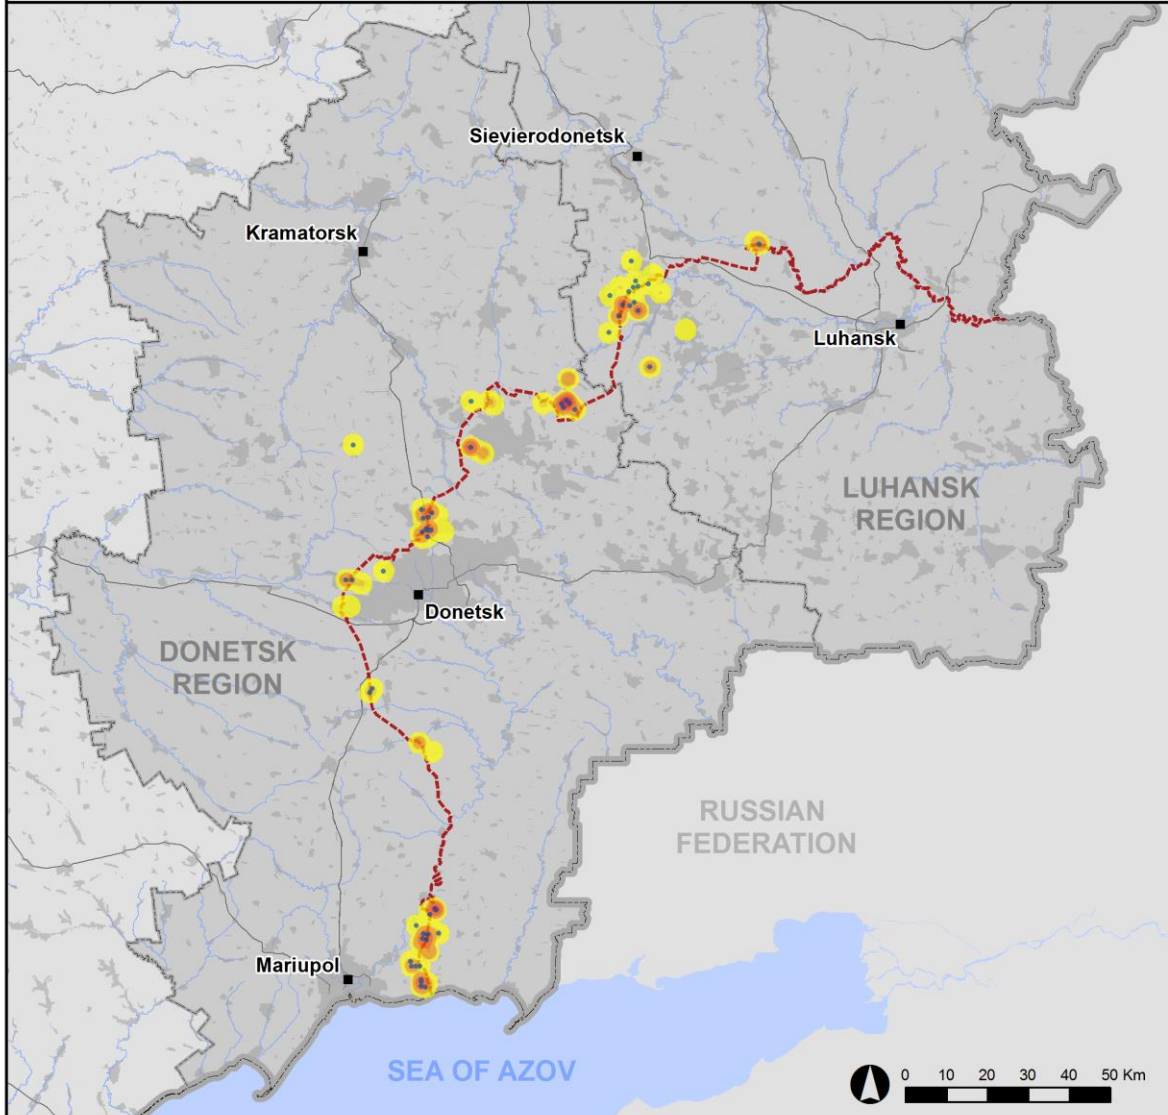 Sievierodonetsk
Kramatorsk
Luhansk
LUHANSK
REGION
Donetsk
DONETSK
REGION
RUSSIAN
FEDERATION
Mariupol
SEA OF AZOV
0 10 20 30 40 50 Km